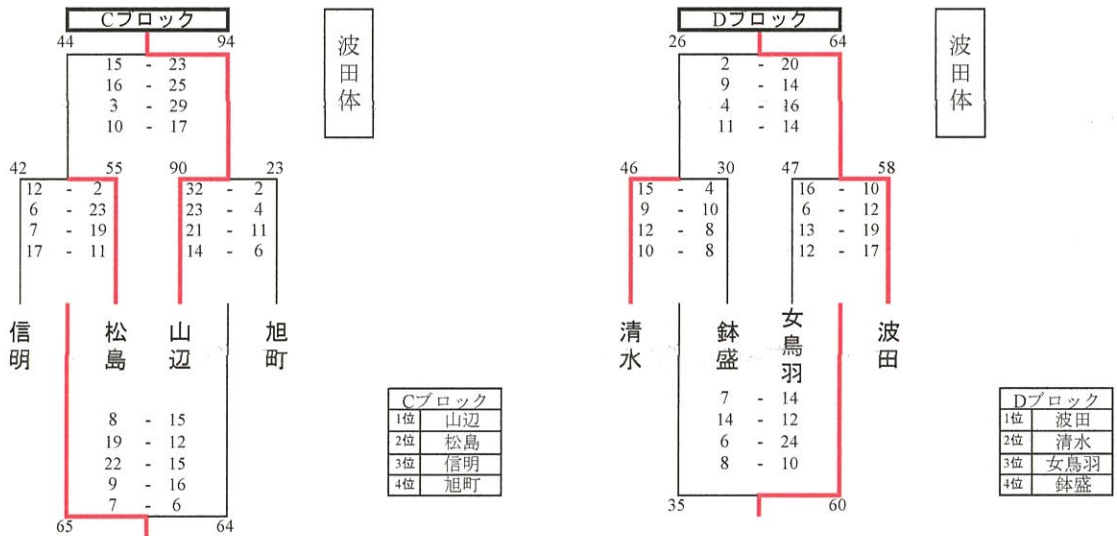 Cブロック
44 94
15 - 23
16 - 25
3 - 29
10 - 17
波田体
42 55 90 23
12 - 2 32 - 2
6 - 23 23 - 4
7 - 19 21 - 11
17 - 11 14 - 6
信明 松島 山辺 旭町
8 - 15
19 - 12
22 - 15
9 - 16
7 - 6
65 64
Cブロック
1位 山辺
2位 松島
3位 信明
4位 旭町
Dブロック
26 64
2 - 20
9 - 14
4 - 16
11 - 14
波田体
46 30 47 58
15 - 4 16 - 10
9 - 10 6 - 12
12 - 8 13 - 19
10 - 8 12 - 17
清水 鉢盛 女鳥羽 波田
7 - 14
14 - 12
6 - 24
8 - 10
35 60
Dブロック
1位 波田
2位 清水
3位 女鳥羽
4位 鉢盛